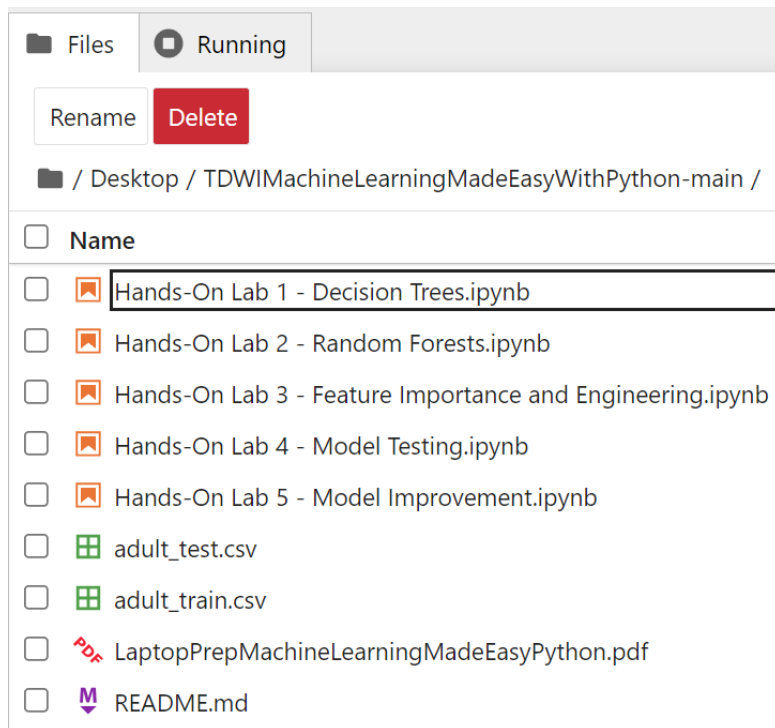 Files Running
Rename Delete
/ Desktop / TDWIMachineLearningMadeEasyWithPython-main /
Name
Hands-On Lab 1 - Decision Trees.ipynb
Hands-On Lab 2 - Random Forests.ipynb
Hands-On Lab 3 - Feature Importance and Engineering.ipynb
Hands-On Lab 4 - Model Testing.ipynb
Hands-On Lab 5 - Model Improvement.ipynb
adult_test.csv
adult_train.csv
PDF LaptopPrepMachineLearningMadeEasyPython.pdf
M README.md